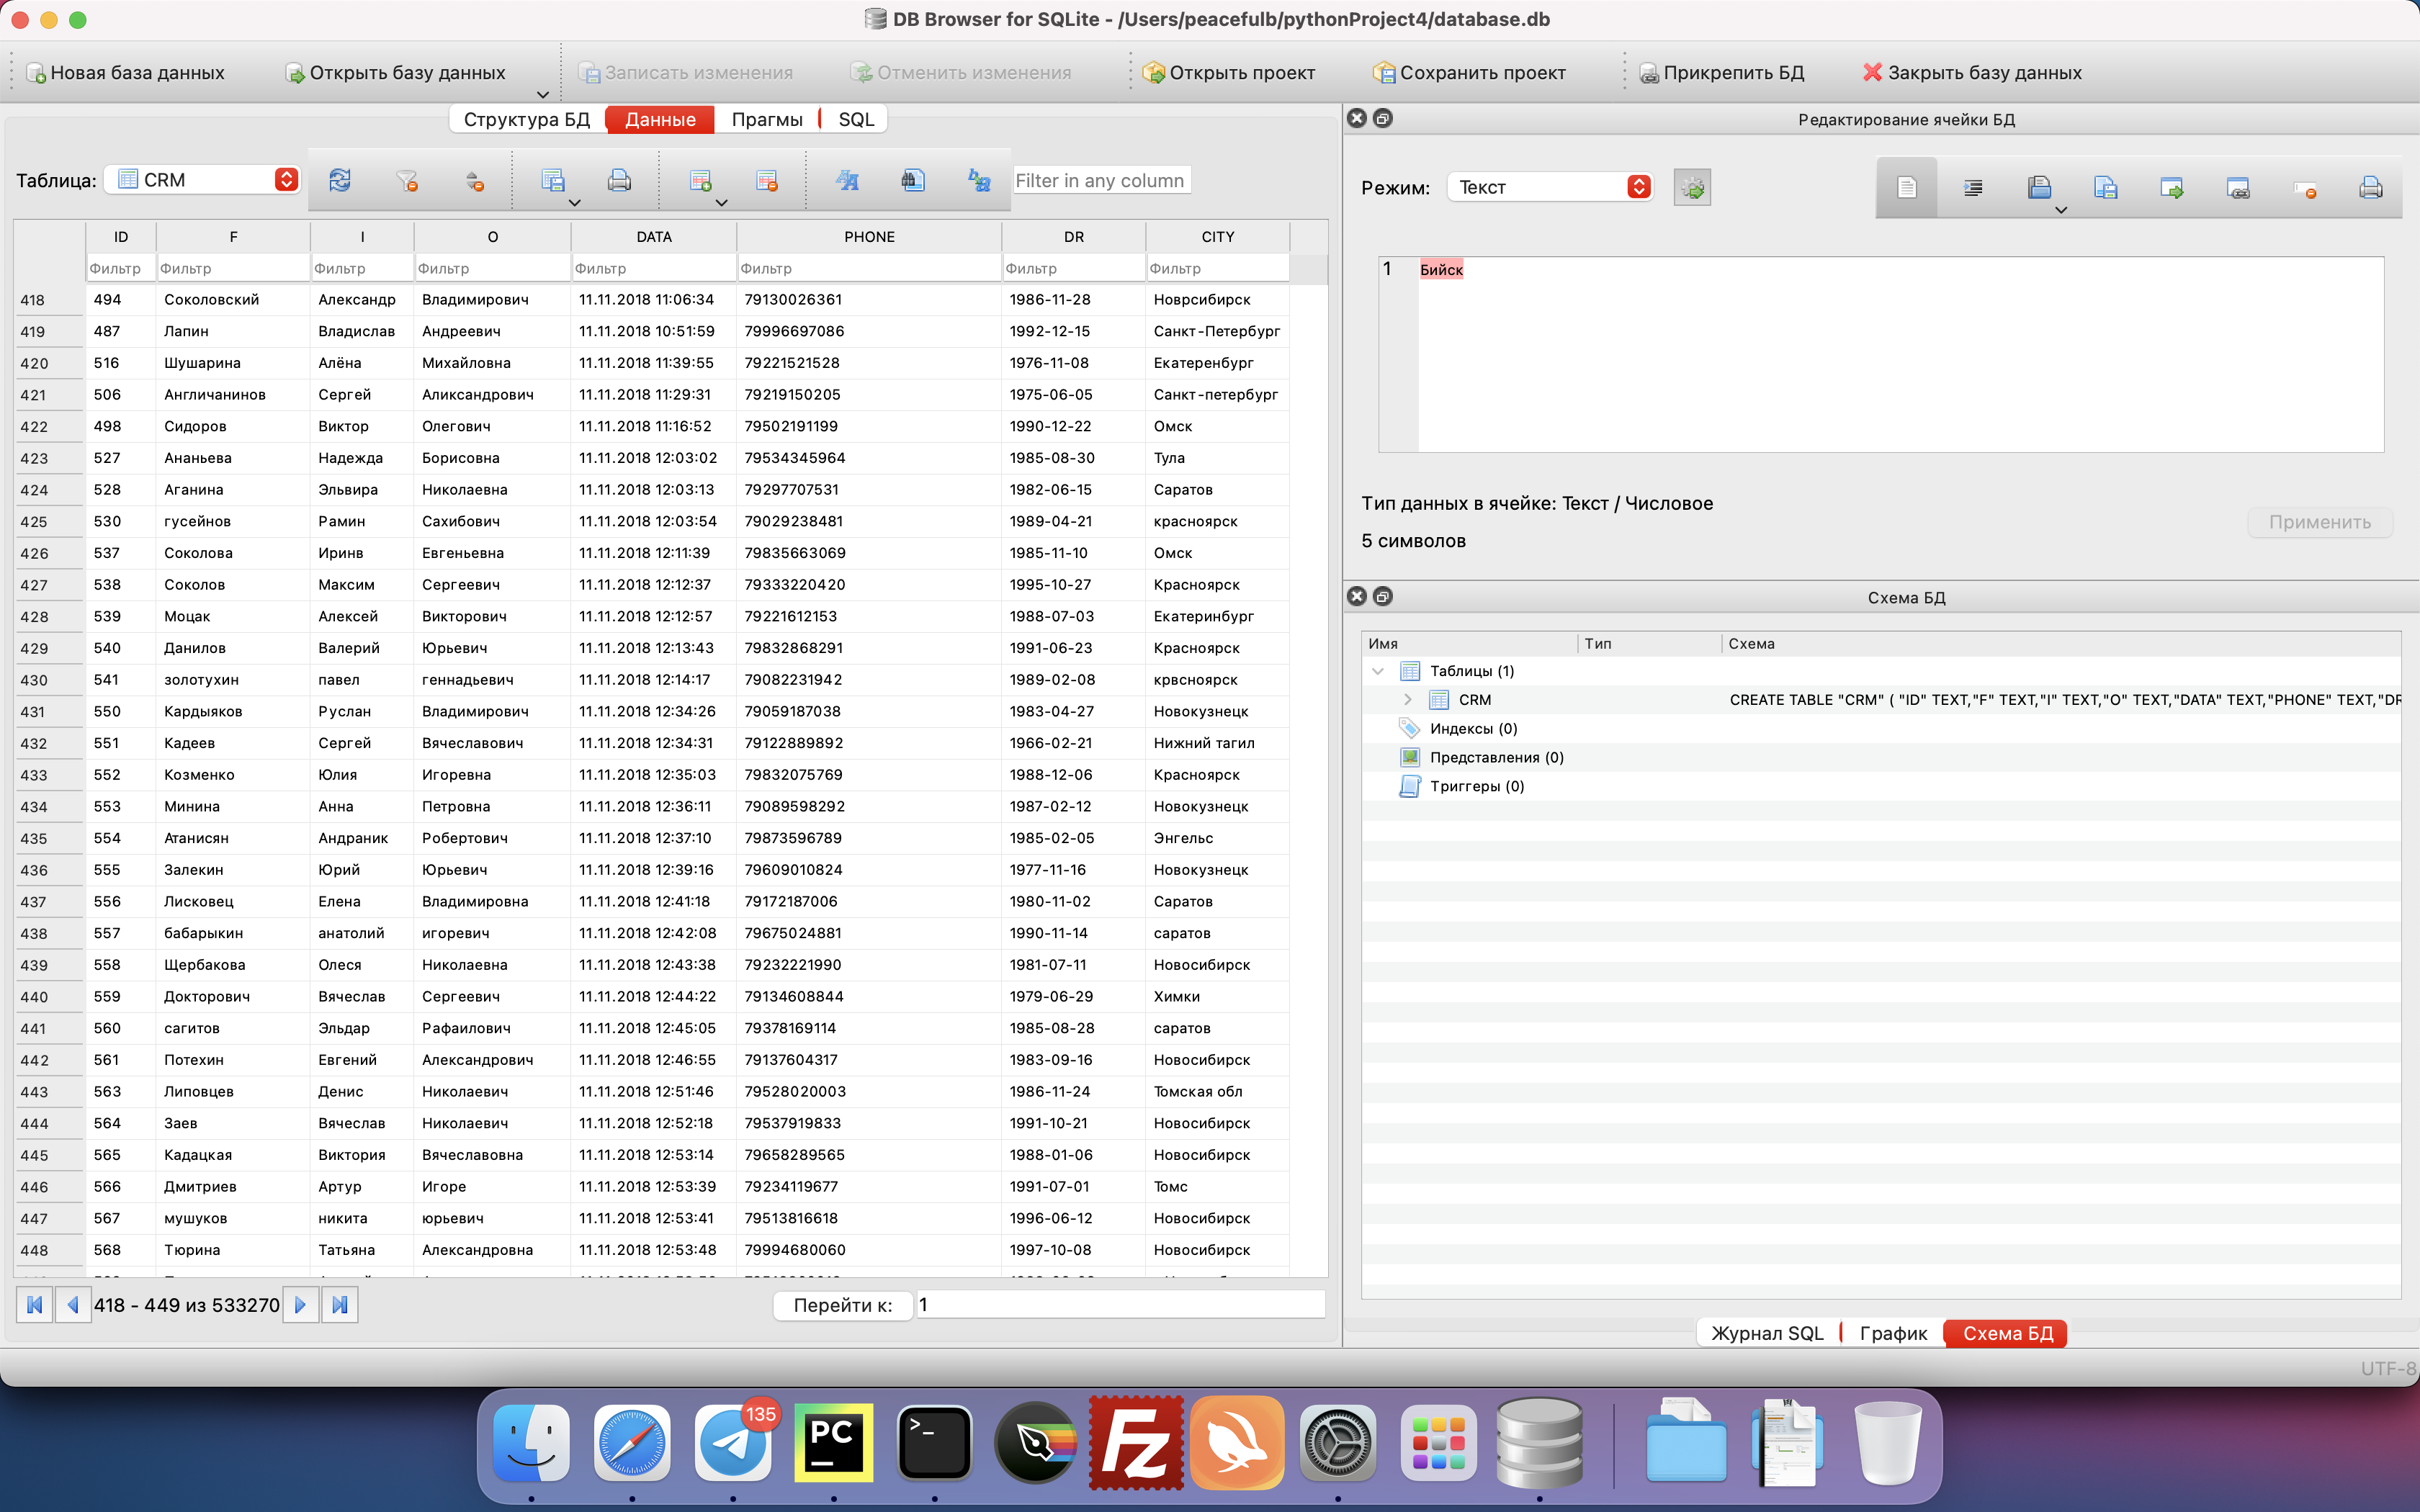 DB Browser for SQLite - /Users/peacefulb/pythonProject4/database.db
Новая база данных Открыть базу данных Записать изменения Отменить изменения Открыть проект Сохранить проект Прикрепить БД Закрыть базу данных
Структура БД Данные Прагмы SQL
Таблица: CRM Filter in any column
ID F I O DATA PHONE DR CITY
Фильтр Фильтр Фильтр Фильтр Фильтр Фильтр Фильтр Фильтр
418 494 Соколовский Александр Владимирович 11.11.2018 11:06:34 79130026361 1986-11-28 Новрсибирск
419 487 Лапин Владислав Андреевич 11.11.2018 10:51:59 79996697086 1992-12-15 Санкт-Петербург
420 516 Шушарина Алёна Михайловна 11.11.2018 11:39:55 79221521528 1976-11-08 Екатеренбург
421 506 Англичанинов Сергей Аликандрович 11.11.2018 11:29:31 79219150205 1975-06-05 Санкт-петербург
422 498 Сидоров Виктор Олегович 11.11.2018 11:16:52 79502191199 1990-12-22 Омск
423 527 Ананьева Надежда Борисовна 11.11.2018 12:03:02 79534345964 1985-08-30 Тула
424 528 Аганина Эльвира Николаевна 11.11.2018 12:03:13 79297707531 1982-06-15 Саратов
425 530 гусейнов Рамин Сахибович 11.11.2018 12:03:54 79029238481 1989-04-21 красноярск
426 537 Соколова Иринв Евгеньевна 11.11.2018 12:11:39 79835663069 1985-11-10 Омск
427 538 Соколов Максим Сергеевич 11.11.2018 12:12:37 79333220420 1995-10-27 Красноярск
428 539 Моцак Алексей Викторович 11.11.2018 12:12:57 79221612153 1988-07-03 Екатеринбург
429 540 Данилов Валерий Юрьевич 11.11.2018 12:13:43 79832868291 1991-06-23 Красноярск
430 541 золотухин павел геннадьевич 11.11.2018 12:14:17 79082231942 1989-02-08 крвсноярск
431 550 Кардыяков Руслан Владимирович 11.11.2018 12:34:26 79059187038 1983-04-27 Новокузнецк
432 551 Кадеев Сергей Вячеславович 11.11.2018 12:34:31 79122889892 1966-02-21 Нижний тагил
433 552 Козменко Юлия Игоревна 11.11.2018 12:35:03 79832075769 1988-12-06 Красноярск
434 553 Минина Анна Петровна 11.11.2018 12:36:11 79089598292 1987-02-12 Новокузнецк
435 554 Атанисян Андраник Робертович 11.11.2018 12:37:10 79873596789 1985-02-05 Энгельс
436 555 Залекин Юрий Юрьевич 11.11.2018 12:39:16 79609010824 1977-11-16 Новокузнецк
437 556 Лисковец Елена Владимировна 11.11.2018 12:41:18 79172187006 1980-11-02 Саратов
438 557 бабарыкин анатолий игоревич 11.11.2018 12:42:08 79675024881 1990-11-14 саратов
439 558 Щербакова Олеся Николаевна 11.11.2018 12:43:38 79232221990 1981-07-11 Новосибирск
440 559 Докторович Вячеслав Сергеевич 11.11.2018 12:44:22 79134608844 1979-06-29 Химки
441 560 сагитов Эльдар Рафаилович 11.11.2018 12:45:05 79378169114 1985-08-28 саратов
442 561 Потехин Евгений Александрович 11.11.2018 12:46:55 79137604317 1983-09-16 Новосибирск
443 563 Липовцев Денис Николаевич 11.11.2018 12:51:46 79528020003 1986-11-24 Томская обл
444 564 Заев Вячеслав Николаевич 11.11.2018 12:52:18 79537919833 1991-10-21 Новосибирск
445 565 Кадацкая Виктория Вячеславовна 11.11.2018 12:53:14 79658289565 1988-01-06 Новосибирск
446 566 Дмитриев Артур Игоре 11.11.2018 12:53:39 79234119677 1991-07-01 Томс
447 567 мушуков никита юрьевич 11.11.2018 12:53:41 79513816618 1996-06-12 Новосибирск
448 568 Тюрина Татьяна Александровна 11.11.2018 12:53:48 79994680060 1997-10-08 Новосибирск
418 - 449 из 533270 Перейти к: 1
Редактирование ячейки БД
Режим: Текст
1 Бийск
Тип данных в ячейке: Текст / Числовое
Применить
5 символов
Схема БД
Имя Тип Схема
Таблицы (1)
CRM CREATE TABLE "CRM" ( "ID" TEXT,"F" TEXT,"I" TEXT,"O" TEXT,"DATA" TEXT,"PHONE" TEXT,"DR
Индексы (0)
Представления (0)
Триггеры (0)
Журнал SQL График Схема БД
UTF-8
135
PC
>_
Fz